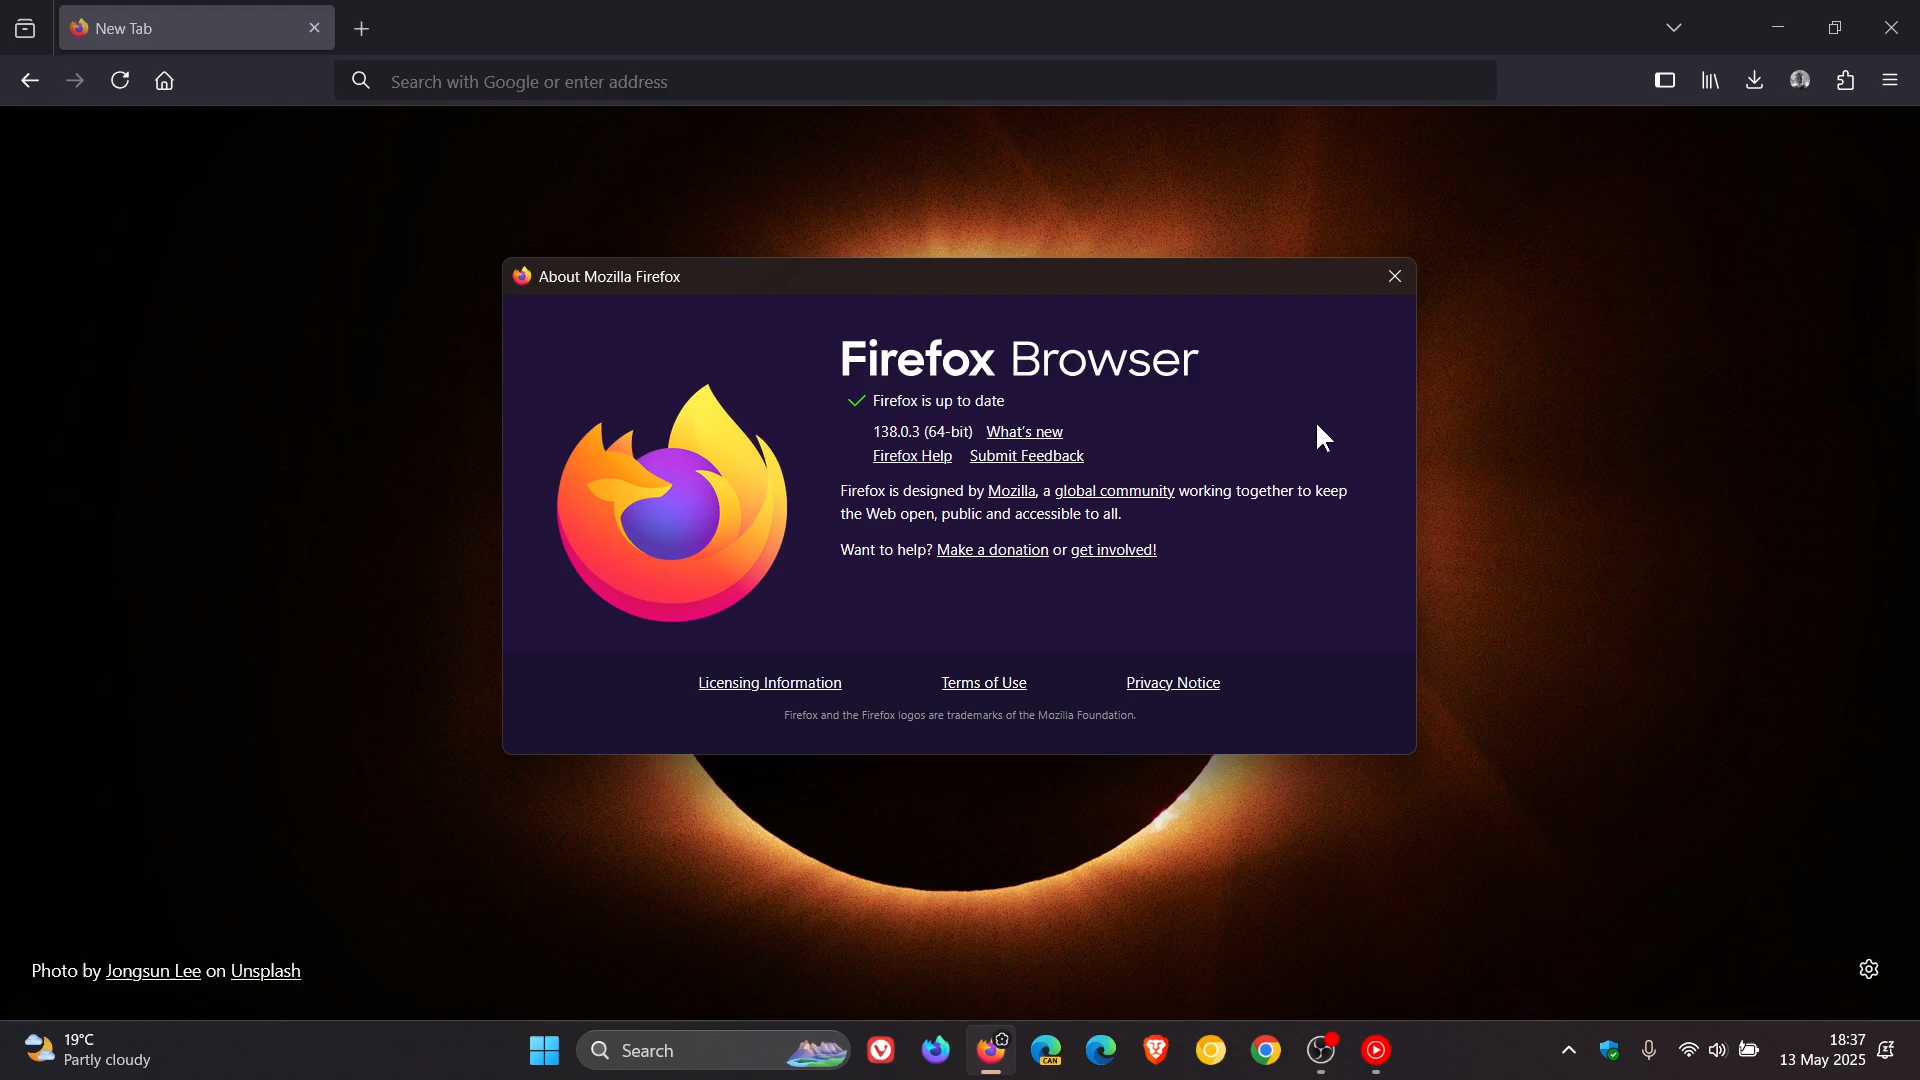 New Tab
Search with Google or enter address
About Mozilla Firefox
Firefox Browser
Firefox is up to date
138.0.3 (64-bit) What's new
Firefox Help Submit Feedback
Firefox is designed by Mozilla, a global community working together to keep
the Web open, public and accessible to all.
Want to help? Make a donation or get involved!
Licensing Information Terms of Use Privacy Notice
Firefox and the Firefox logos are trademarks of the Mozilla Foundation.
Photo by Jongsun Lee on Unsplash
19°C
Partly cloudy
Search
CAN
18:37
13 May 2025